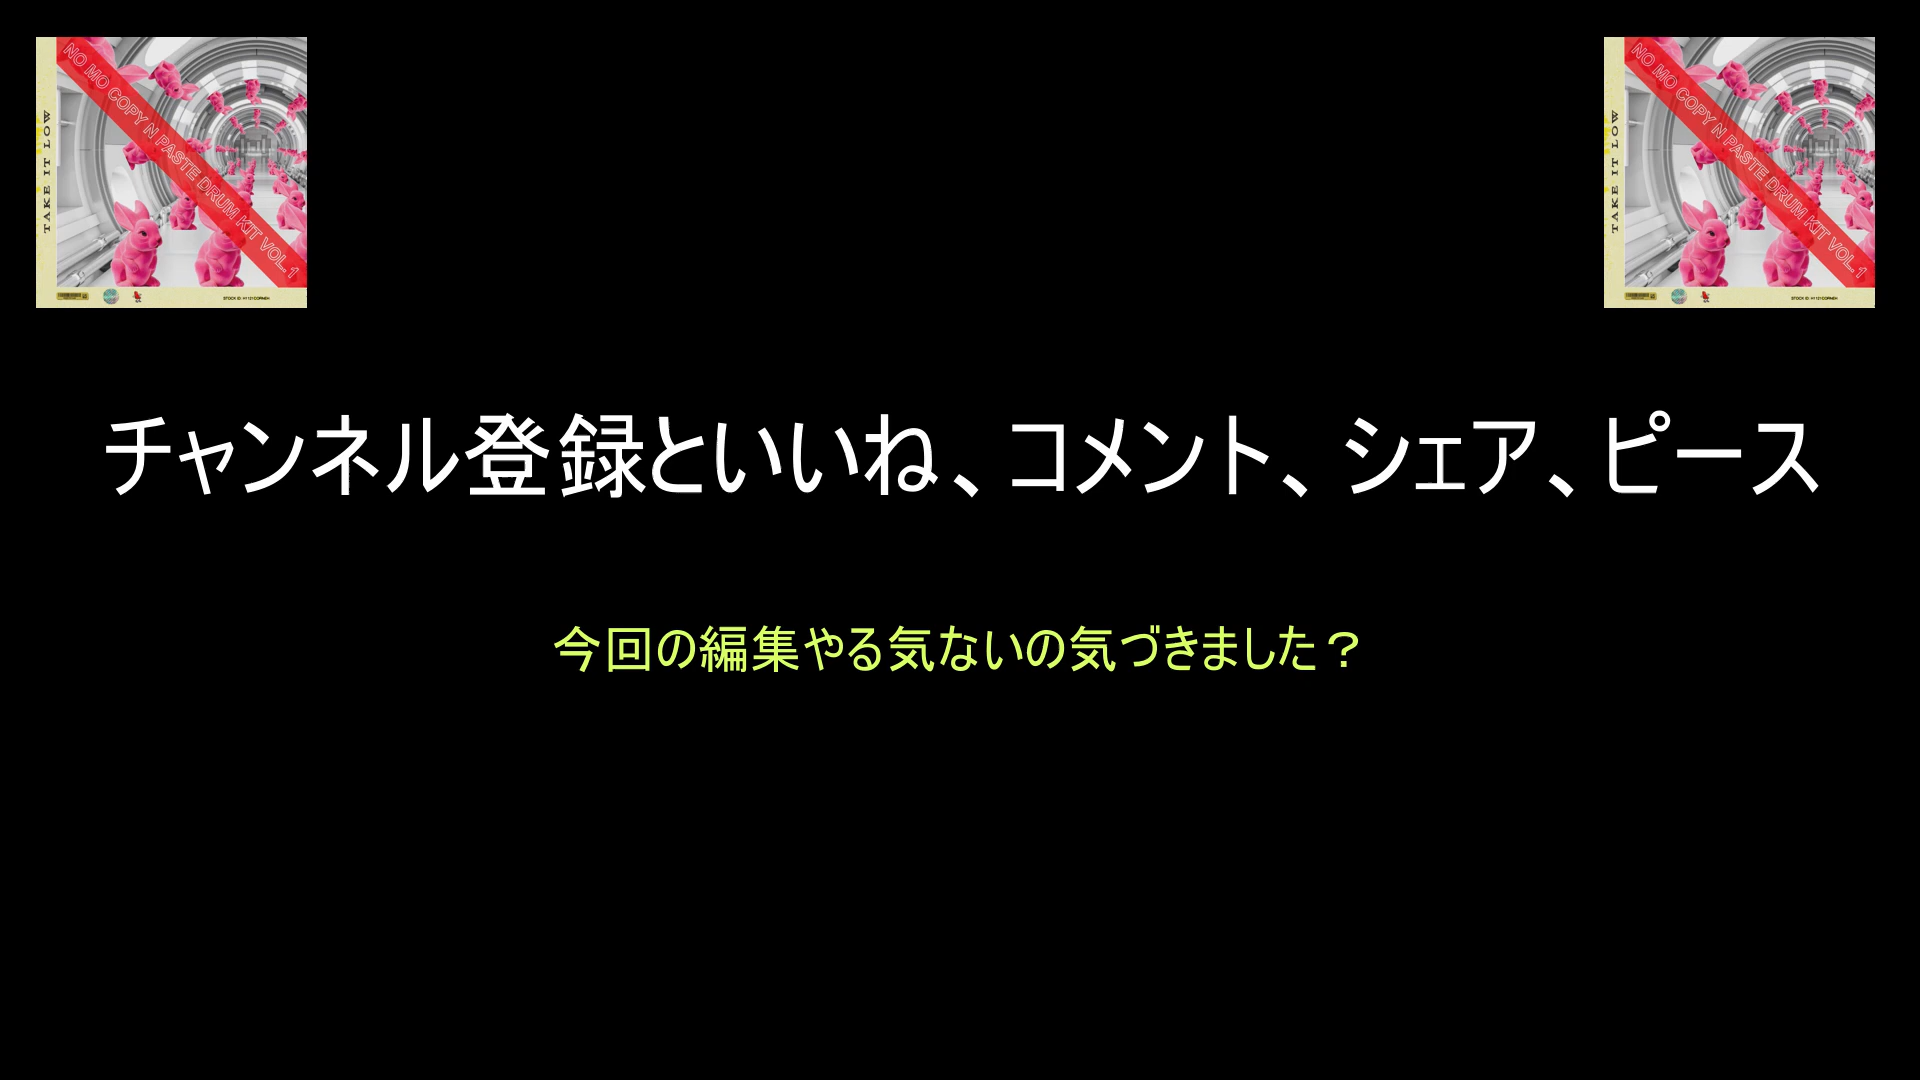 NO MO COPY N PASTE DRUM KIT VOL. 1
TAKE IT LOW
NO MO COPY N PASTE DRUM KIT VOL. 1
TAKE IT LOW
チャンネル登録といいね、コメント、シェア、ピース
今回の編集やる気ないの気づきました？